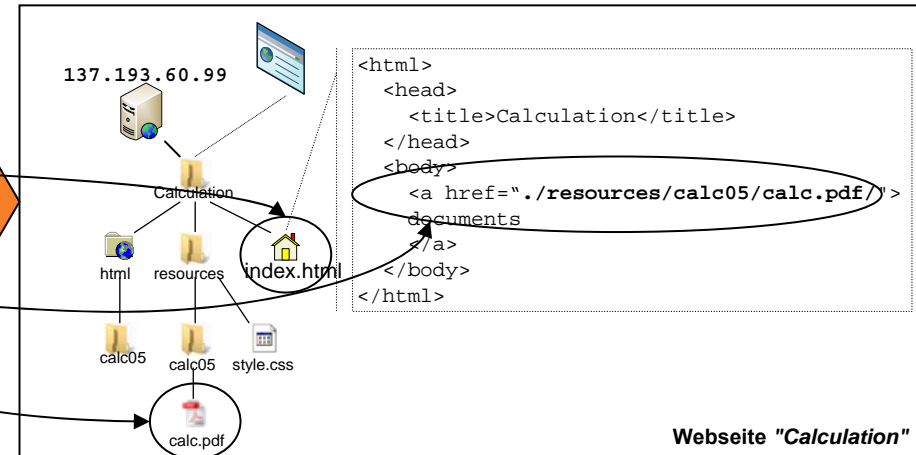 137.193.60.99
Calculation
html
resources
index.html
calc05
calc05
style.css
calc.pdf
<html>
<head>
<title>Calculation</title>
</head>
<body>
<a href=“./resources/calc05/calc.pdf/">
documents
</a>
</body>
</html>
Webseite "Calculation"